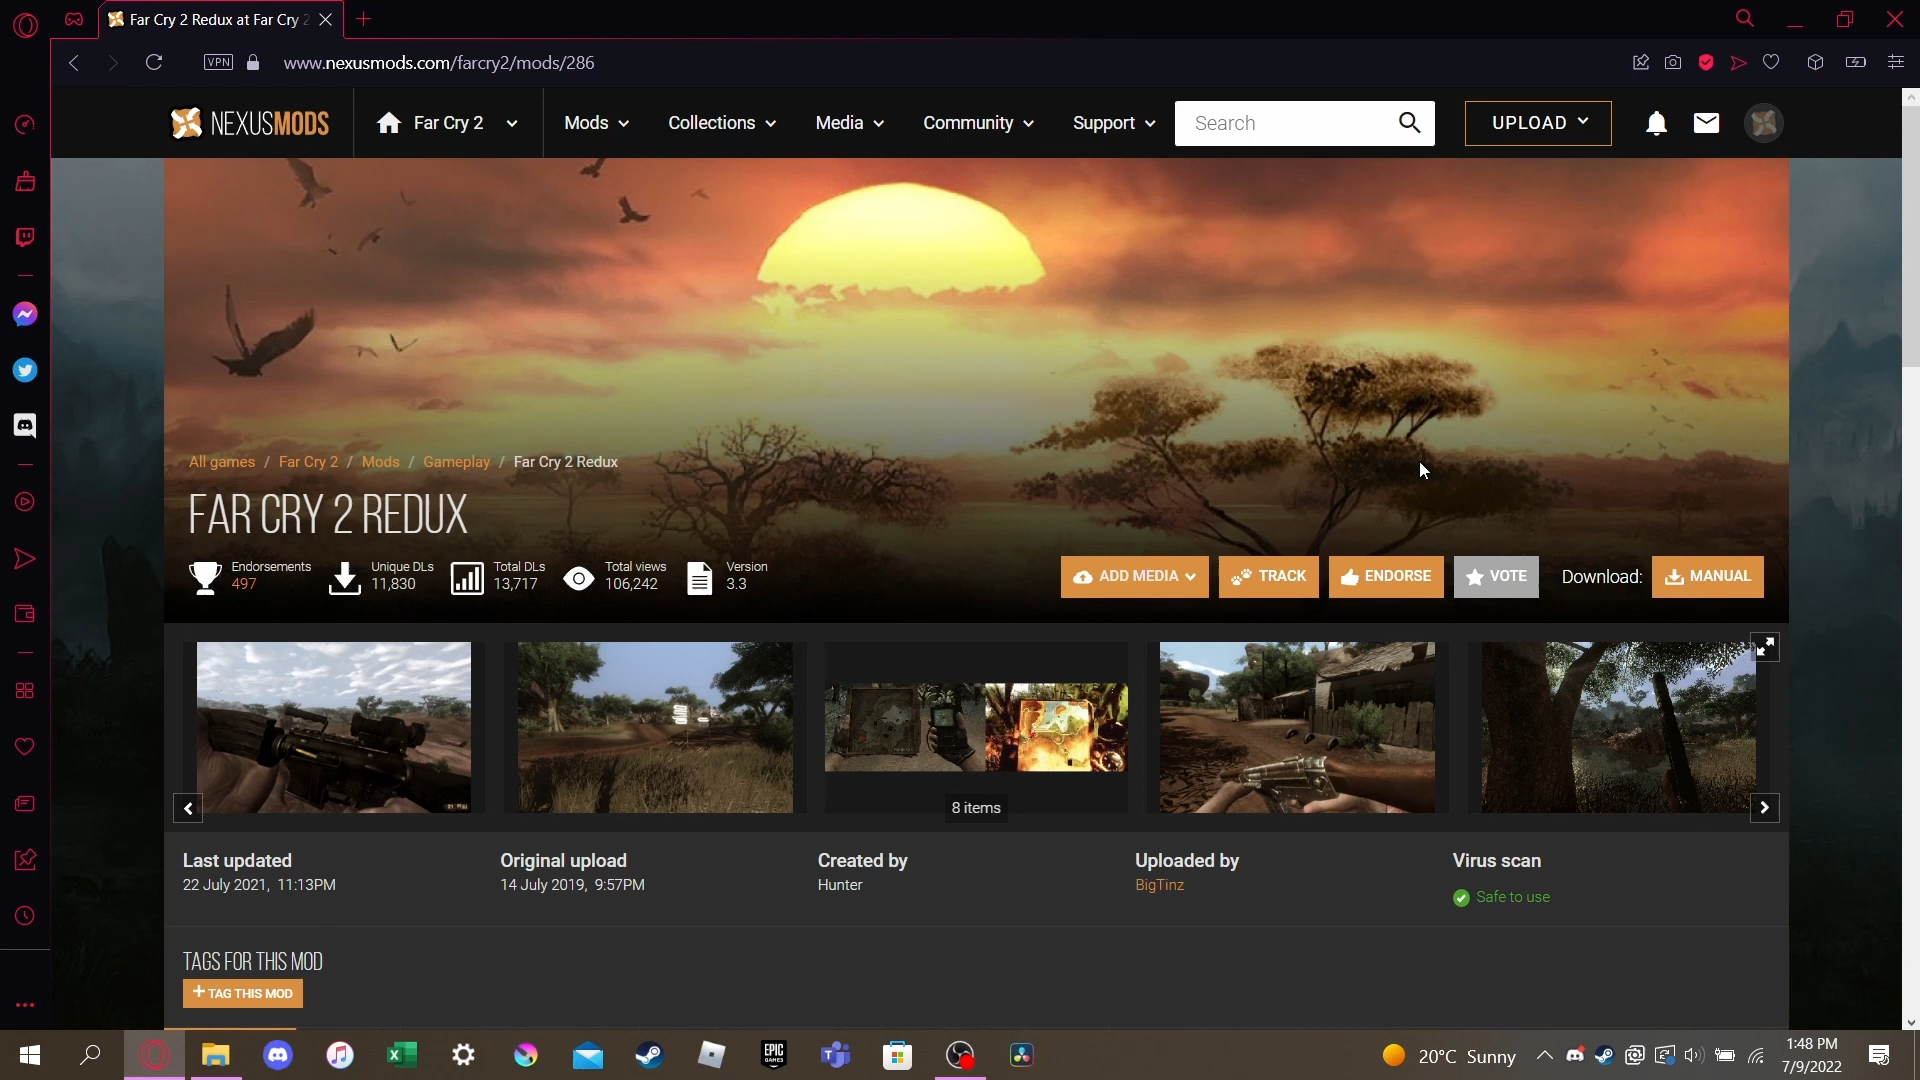 Far Cry 2 Redux at Far Cry 2
VPN
www.nexusmods.com/farcry2/mods/286
NEXUSMODS
Far Cry 2
Mods
Collections
Media
Community
Support
Search
UPLOAD
All games / Far Cry 2 / Mods / Gameplay / Far Cry 2 Redux
FAR CRY 2 REDUX
Endorsements
497
Unique DLs
11,830
Total DLs
13,717
Total views
106,242
Version
3.3
ADD MEDIA
TRACK
ENDORSE
VOTE
Download:
MANUAL
8 items
Last updated
22 July 2021, 11:13PM
Original upload
14 July 2019, 9:57PM
Created by
Hunter
Uploaded by
BigTinz
Virus scan
Safe to use
TAGS FOR THIS MOD
+ TAG THIS MOD
EPIC
GAMES
20°C Sunny
1:48 PM
7/9/2022